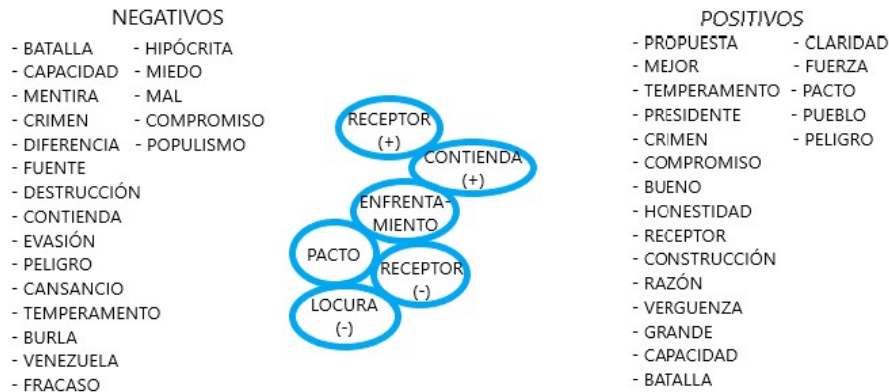 NEGATIVOS
- BATALLA - HIPÓCRITA
- CAPACIDAD - MIEDO
- MENTIRA - MAL
- CRIMEN - COMPROMISO
- DIFERENCIA - POPULISMO
- FUENTE
- DESTRUCCIÓN
- CONTIENDA
- EVASIÓN
- PELIGRO
- CANSANCIO
- TEMPERAMENTO
- BURLA
- VENEZUELA
- FRACASO
RECEPTOR
(+)
CONTIENDA
(+)
ENFRENTA-
MIENTO
PACTO
RECEPTOR
(-)
LOCURA
(-)
POSITIVOS
- PROPUESTA - CLARIDAD
- MEJOR - FUERZA
- TEMPERAMENTO - PACTO
- PRESIDENTE - PUEBLO
- CRIMEN - PELIGRO
- COMPROMISO
- BUENO
- HONESTIDAD
- RECEPTOR
- CONSTRUCCIÓN
- RAZÓN
- VERGUENZA
- GRANDE
- CAPACIDAD
- BATALLA